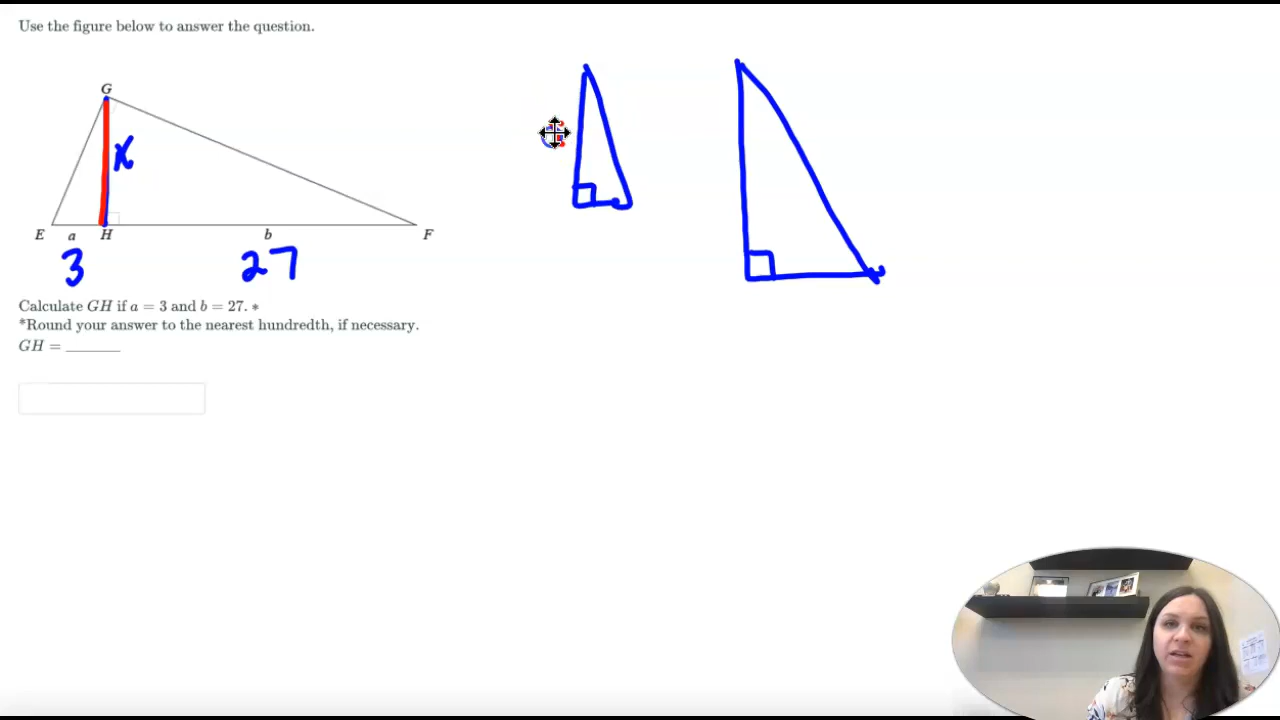 Use the figure below to answer the question.
G
x
E a H b F
3 27
Calculate GH if a = 3 and b = 27. *
*Round your answer to the nearest hundredth, if necessary.
GH = ______